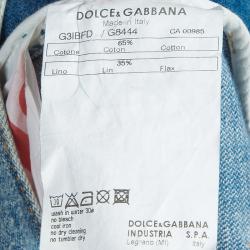 DOLCE&GABBANA
Made in Italy
G3IBFD / G8444 CA 00985
65%
Cotone Coton Cotton
35%
Lino Lin Flax
wash in water 30ø
no bleach
cool iron
no dry cleaning
no tumbler dry
DOLCE&GABBANA
INDUSTRIA S.P.A.
Legnano (MI) Italy